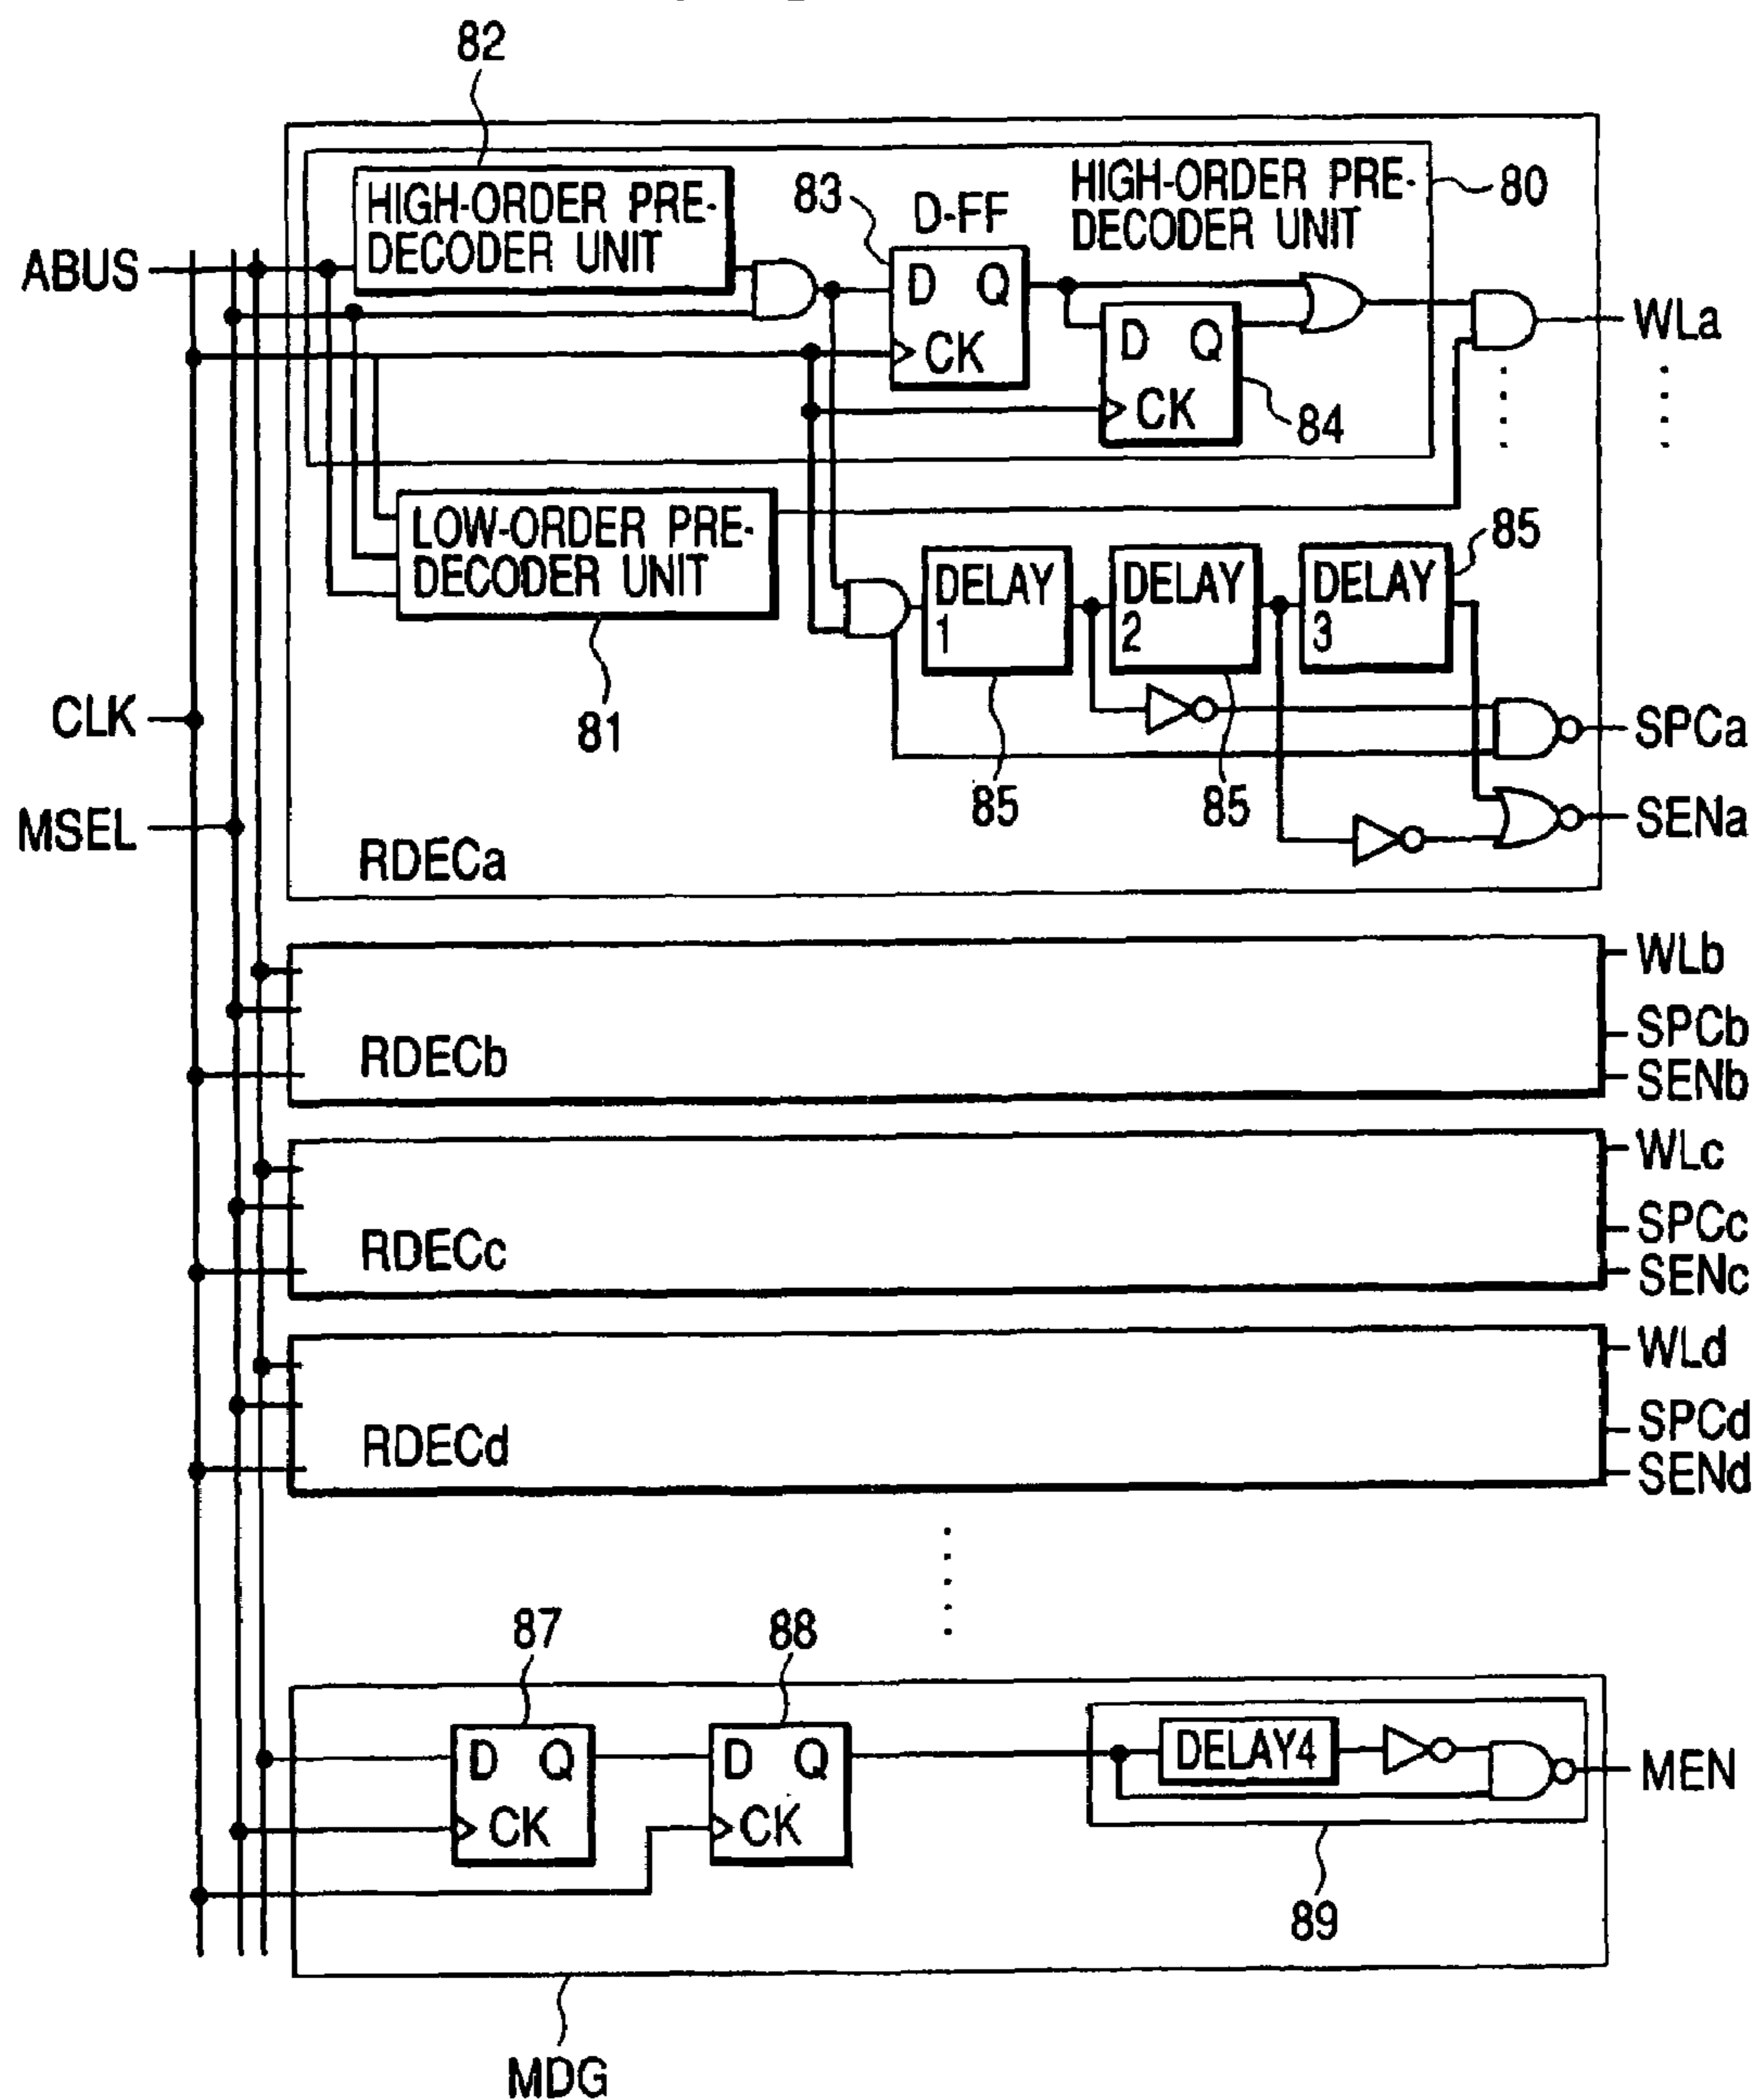 82
HIGH-ORDER PRE-
DECODER UNIT
83
D-FF
HIGH-ORDER PRE-
DECODER UNIT
80
ABUS
D Q
CK
D Q
CK
84
WLa
LOW-ORDER PRE-
DECODER UNIT
81
85
DELAY
1
DELAY
2
DELAY
3
85
85
CLK
SPCa
MSEL
SENa
RDECa
WLb
SPCb
RDECb
SENb
WLc
SPCc
RDECc
SENc
WLd
SPCd
RDECd
SENd
87
88
D Q
CK
D Q
CK
DELAY4
MEN
89
MDG